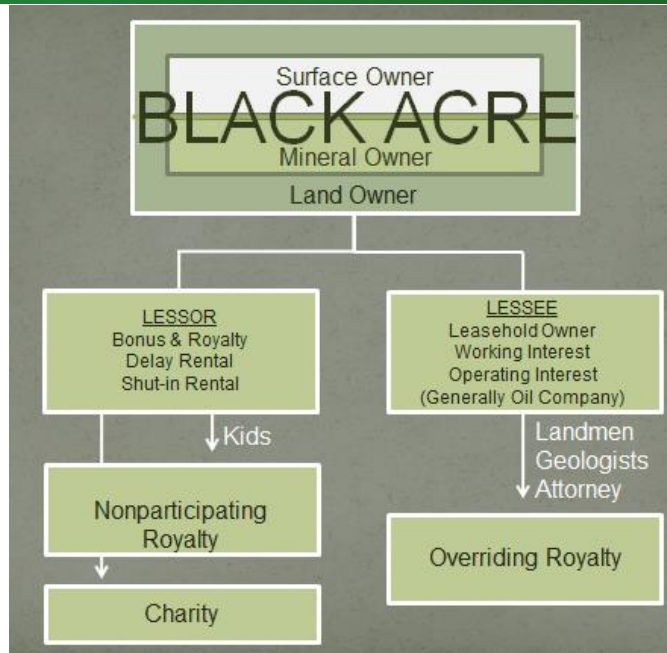 Surface Owner
BLACK ACRE
Mineral Owner
Land Owner
LESSOR
Bonus & Royalty
Delay Rental
Shut-in Rental
LESSEE
Leasehold Owner
Working Interest
Operating Interest
(Generally Oil Company)
Kids
Landmen
Geologists
Attorney
Nonparticipating
Royalty
Overriding Royalty
Charity